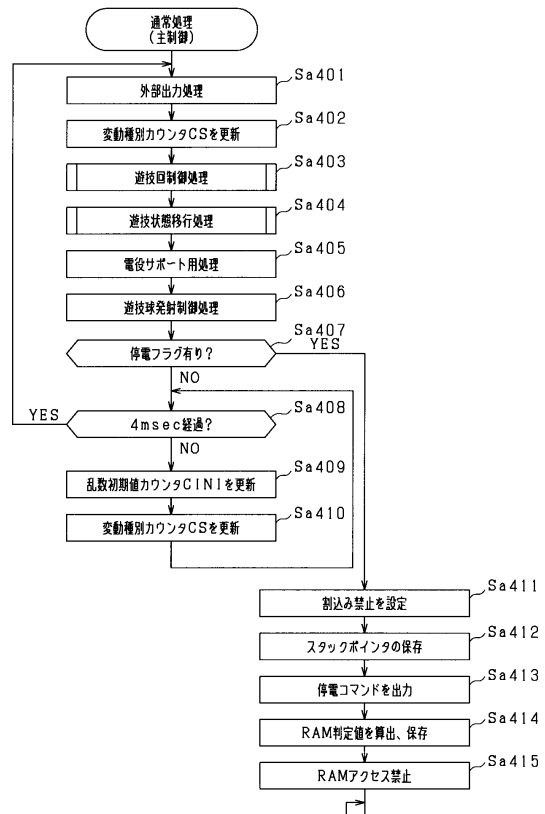 通常処理
(主制御)
外部出力処理
Sa401
変動種別カウンタCSを更新
Sa402
遊技回制御処理
Sa403
遊技状態移行処理
Sa404
電役サポート用処理
Sa405
遊技球発射制御処理
Sa406
停電フラグ有り?
Sa407
YES
NO
4msec経過?
Sa408
YES
NO
乱数初期値カウンタCINIを更新
Sa409
変動種別カウンタCSを更新
Sa410
割込み禁止を設定
Sa411
スタックポインタの保存
Sa412
停電コマンドを出力
Sa413
RAM判定値を算出、保存
Sa414
RAMアクセス禁止
Sa415